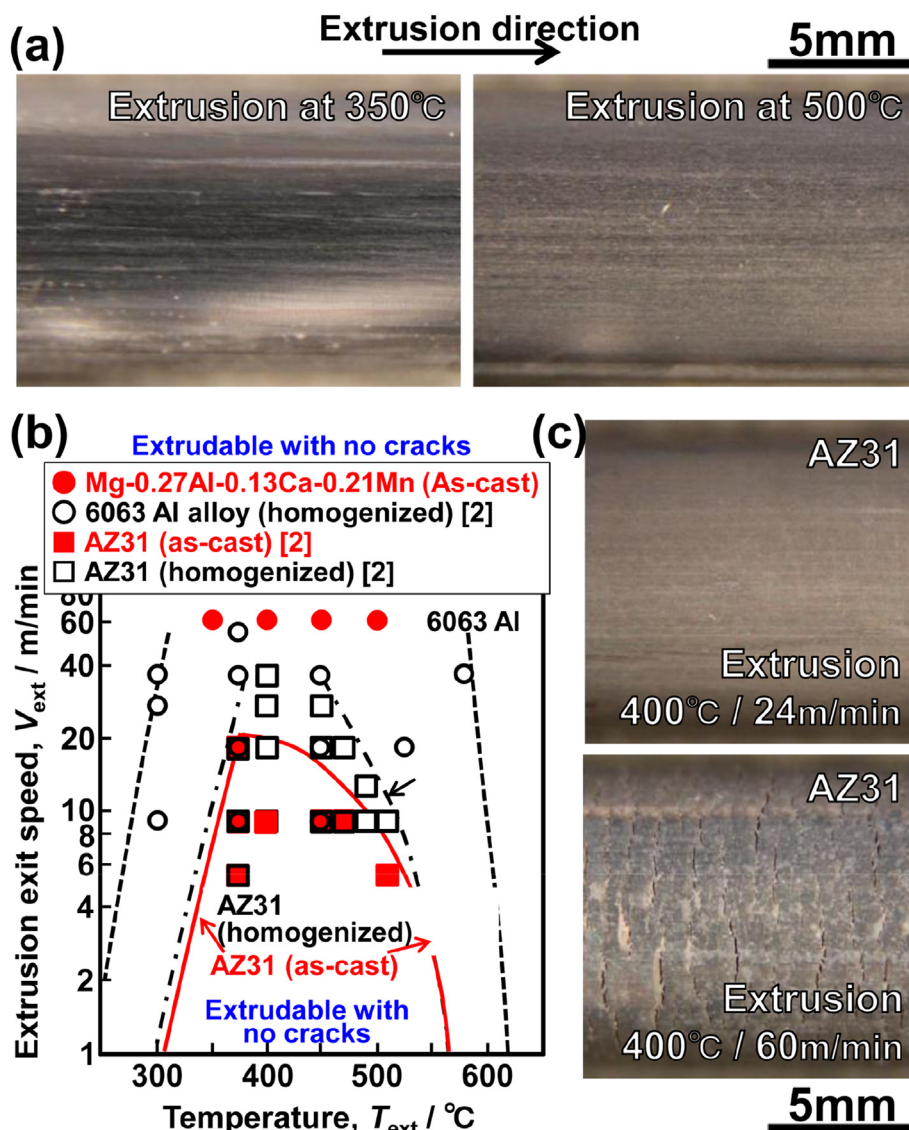 (a)
Extrusion direction
5mm
Extrusion at 350°C
Extrusion at 500°C
(b)
Extrudable with no cracks
Mg-0.27Al-0.13Ca-0.21Mn (As-cast)
6063 Al alloy (homogenized) [2]
AZ31 (as-cast) [2]
AZ31 (homogenized) [2]
Extrusion exit speed, Vext / m/min
80
60
40
20
10
8
6
4
2
1
6063 Al
AZ31
(homogenized)
AZ31 (as-cast)
Extrudable with
no cracks
300
400
500
600
Temperature, Text / °C
(c)
AZ31
Extrusion
400°C / 24m/min
AZ31
Extrusion
400°C / 60m/min
5mm